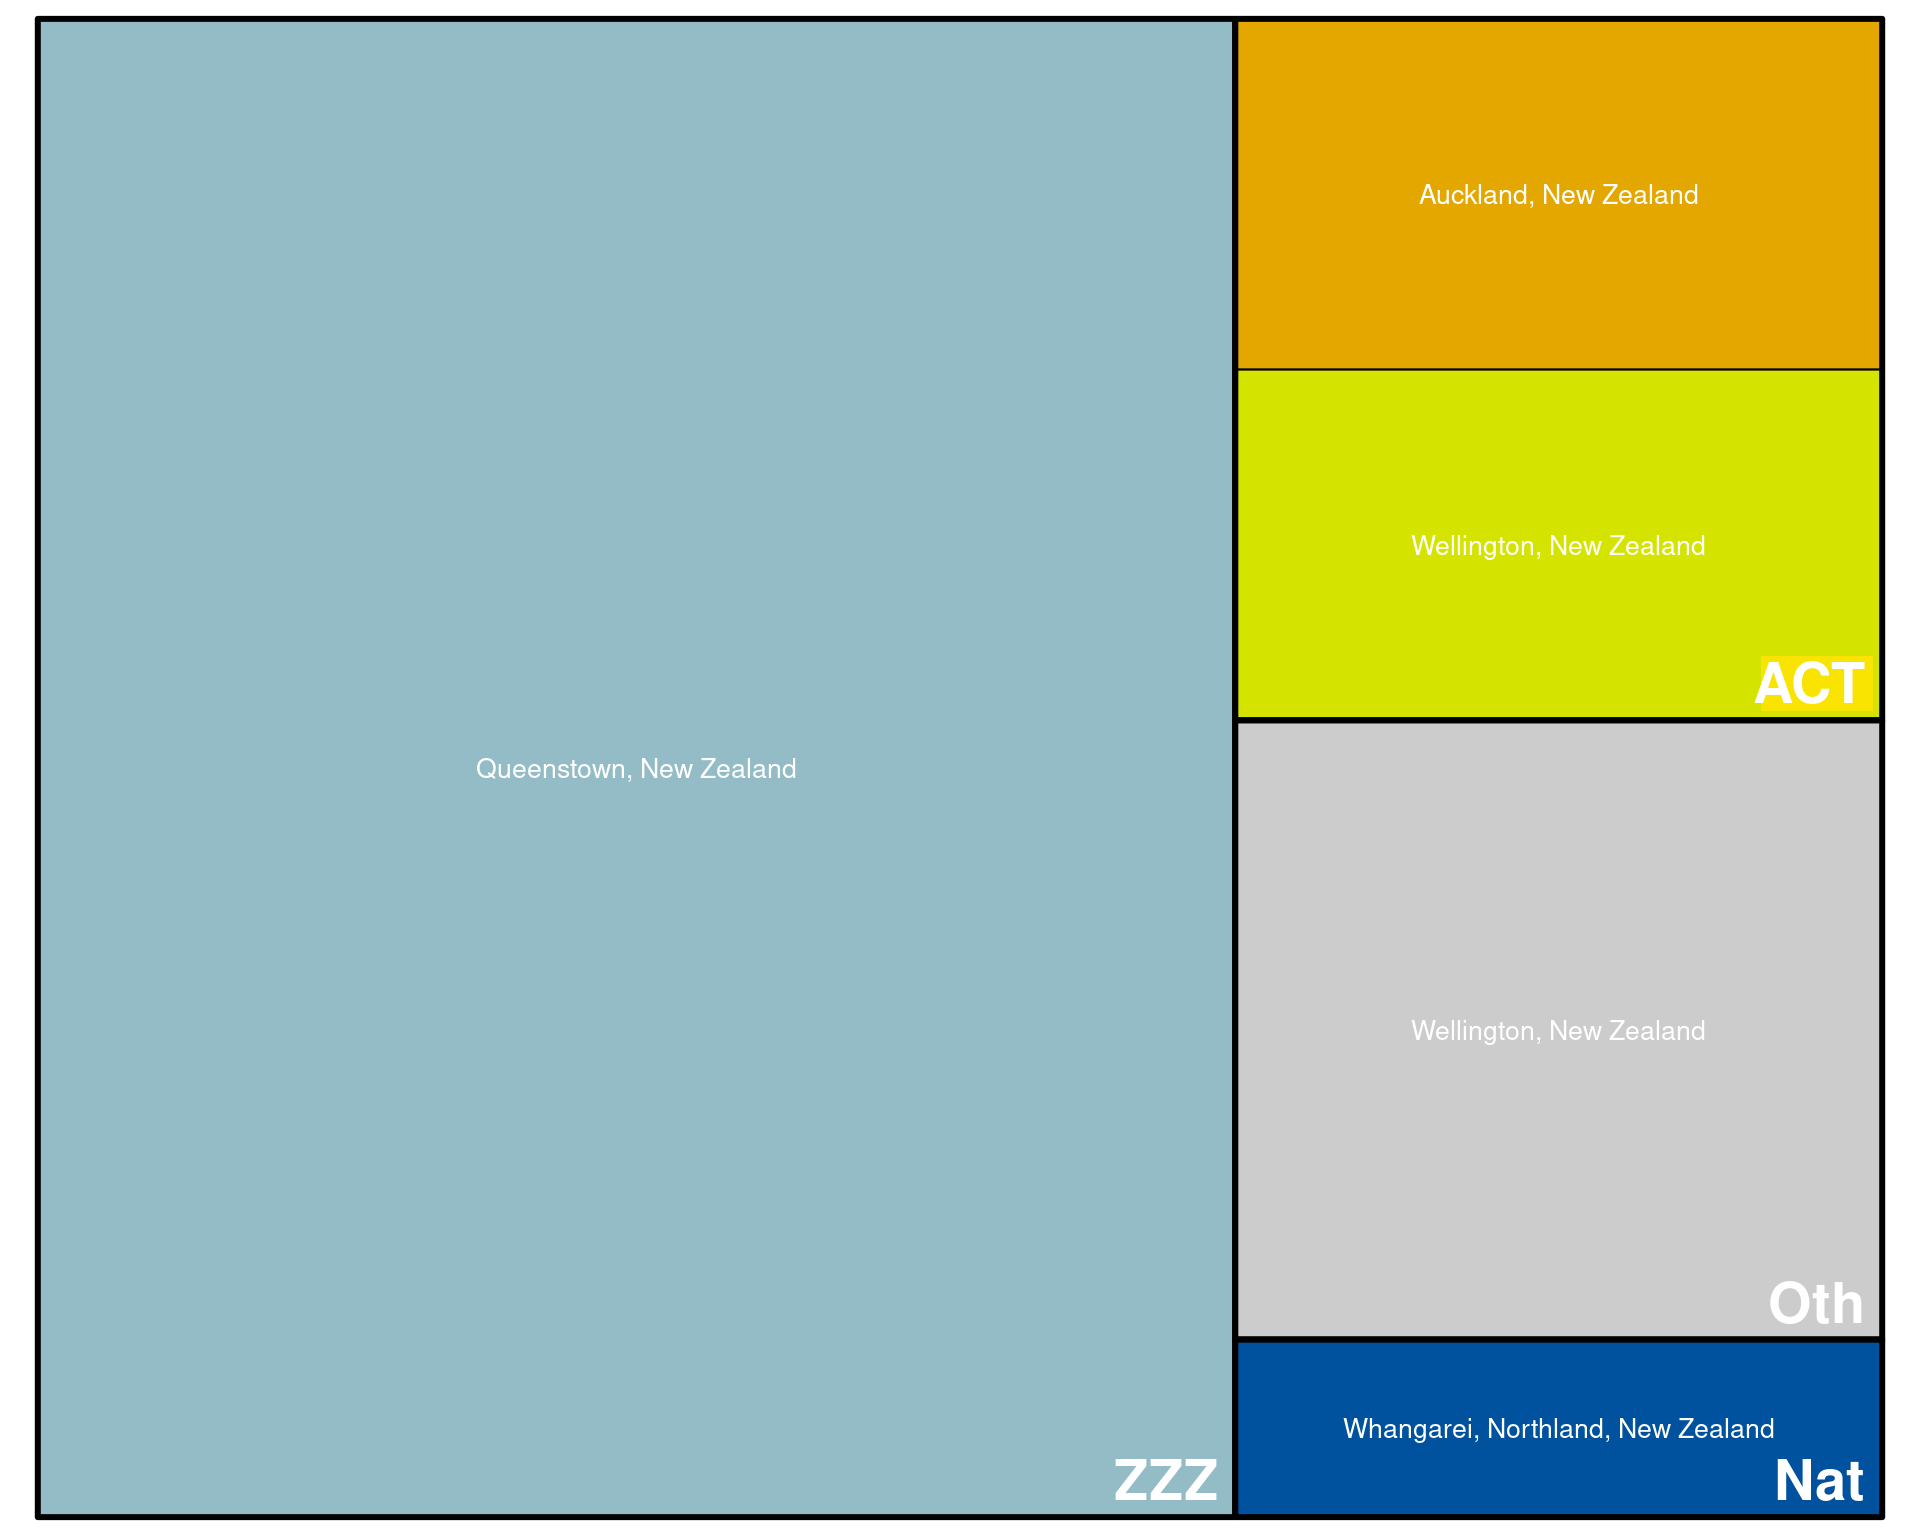 Queenstown, New Zealand
ZZZ
Auckland, New Zealand
Wellington, New Zealand
ACT
Wellington, New Zealand
Oth
Whangarei, Northland, New Zealand
Nat